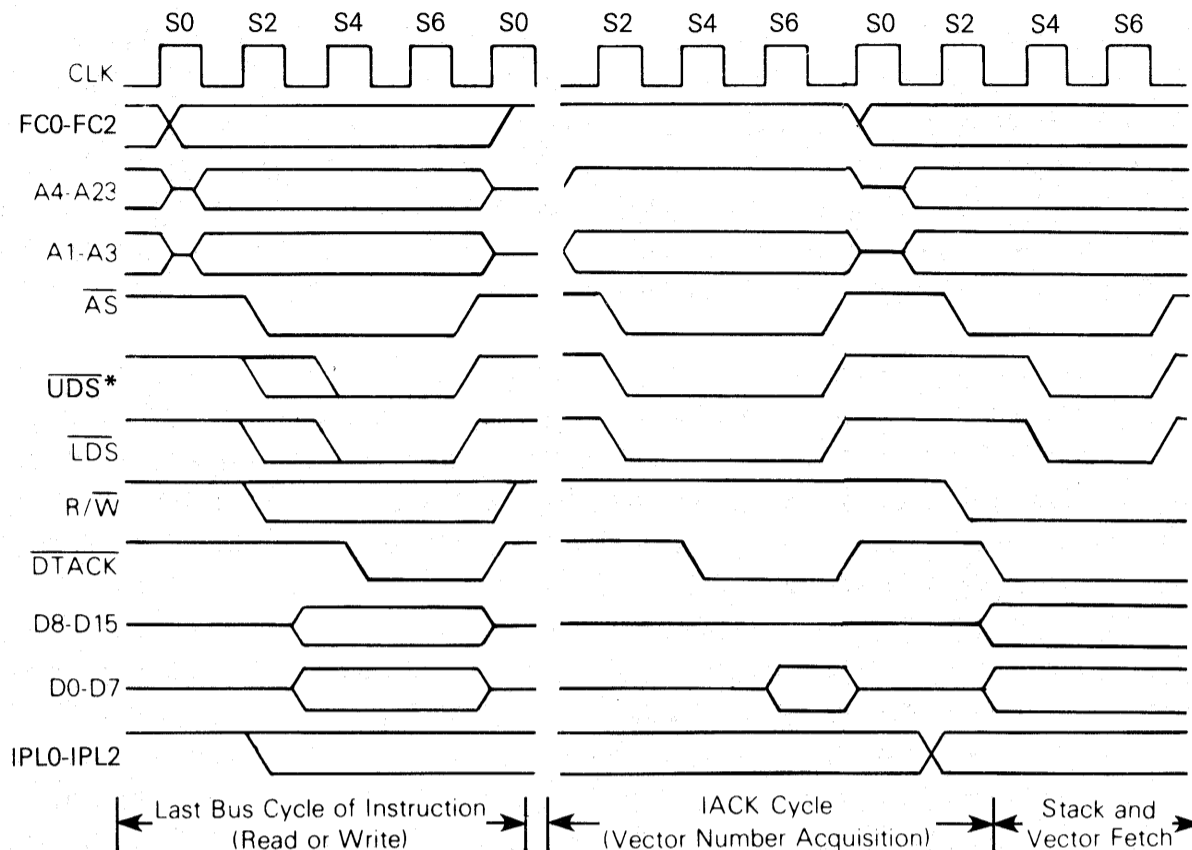 S0 S2 S4 S6 S0 S2 S4 S6 S0 S2 S4 S6
CLK
FC0-FC2
A4-A23
A1-A3
AS
UDS*
LDS
R/W
DTACK
D8-D15
D0-D7
IPL0-IPL2
Last Bus Cycle of Instruction
(Read or Write)
IACK Cycle
(Vector Number Acquisition)
Stack and
Vector Fetch